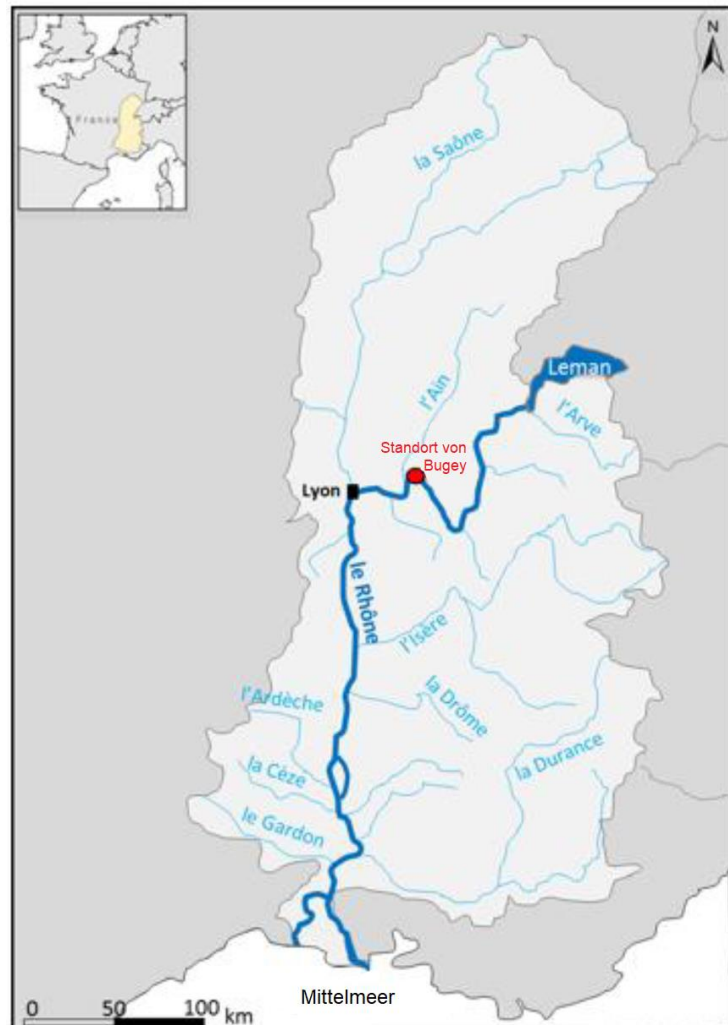 N
France
la Saône
Leman
l'Ain
l'Arve
Standort von
Bugey
Lyon
le Rhône
l'Isère
l'Ardèche
la Drôme
la Cèze
la Durance
le Gardon
Mittelmeer
0 50 100 km